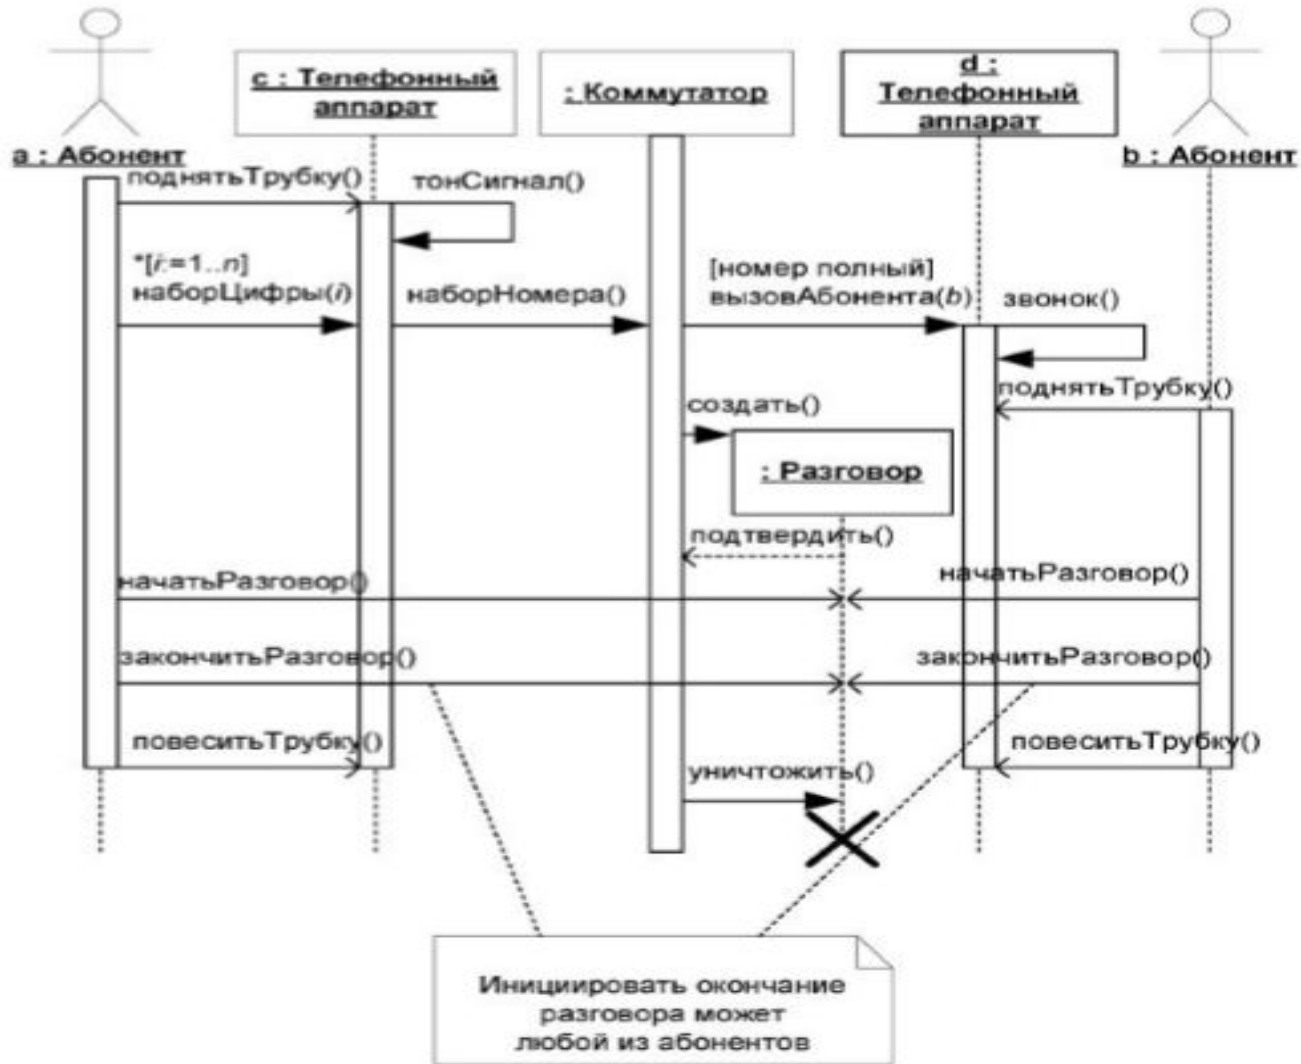 c : Телефонный
аппарат
: Коммутатор
d :
Телефонный
аппарат
a : Абонент
b : Абонент
поднятьТрубку()
тонСигнал()
*[i:=1..n]
наборЦифры(i)
наборНомера()
[номер полный]
вызовАбонента(b)
звонок()
поднятьТрубку()
создать()
: Разговор
подтвердить()
начатьРазговор()
начатьРазговор()
закончитьРазговор()
закончитьРазговор()
повеситьТрубку()
повеситьТрубку()
уничтожить()
Инициировать окончание
разговора может
любой из абонентов